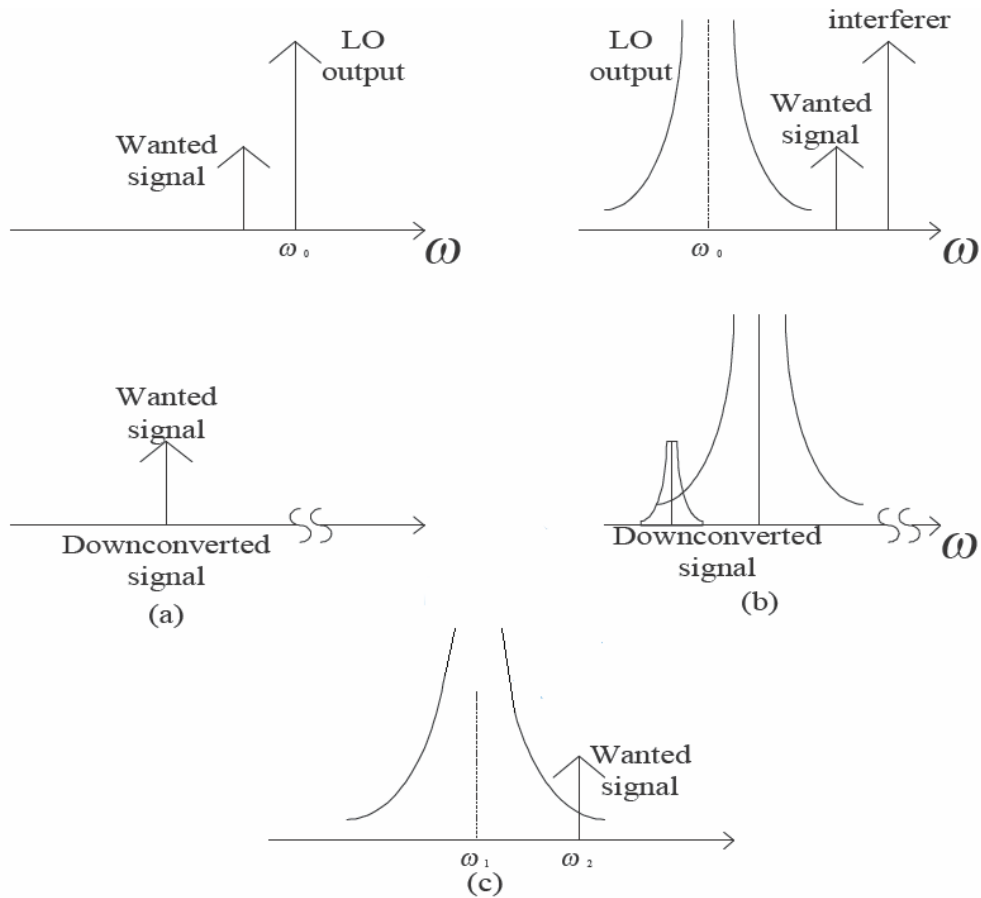 LO
output
Wanted
signal
ω₀
ω
LO
output
interferer
Wanted
signal
ω₀
ω
Wanted
signal
Downconverted
signal
(a)
Downconverted
signal
ω
(b)
Wanted
signal
ω₁
ω₂
(c)